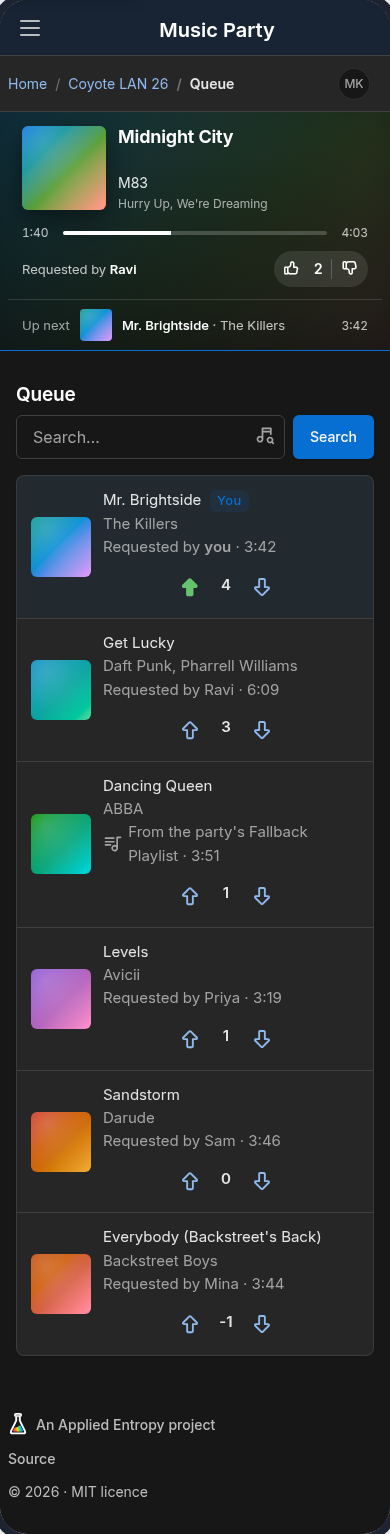 Music Party
Home / Coyote LAN 26 / Queue
MK
Midnight City
M83
Hurry Up, We're Dreaming
1:40
4:03
Requested by Ravi
2
Up next
Mr. Brightside · The Killers
3:42
Queue
Search...
Search
Mr. Brightside You
The Killers
Requested by you · 3:42
4
Get Lucky
Daft Punk, Pharrell Williams
Requested by Ravi · 6:09
3
Dancing Queen
ABBA
From the party's Fallback
Playlist · 3:51
1
Levels
Avicii
Requested by Priya · 3:19
1
Sandstorm
Darude
Requested by Sam · 3:46
0
Everybody (Backstreet's Back)
Backstreet Boys
Requested by Mina · 3:44
-1
An Applied Entropy project
Source
© 2026 · MIT licence